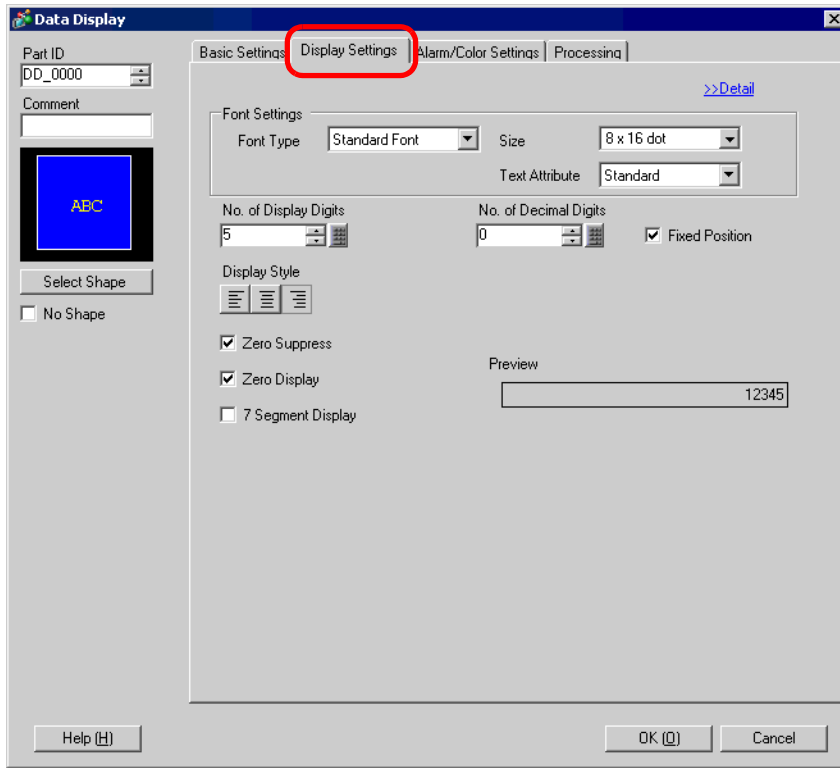 Data Display
Part ID
DD_0000
Comment
ABC
Select Shape
No Shape
Basic Settings Display Settings Alarm/Color Settings Processing
>>Detail
Font Settings
Font Type Standard Font Size 8 x 16 dot
Text Attribute Standard
No. of Display Digits No. of Decimal Digits
5 0 Fixed Position
Display Style
Zero Suppress
Zero Display
7 Segment Display
Preview
12345
Help (H) OK (O) Cancel